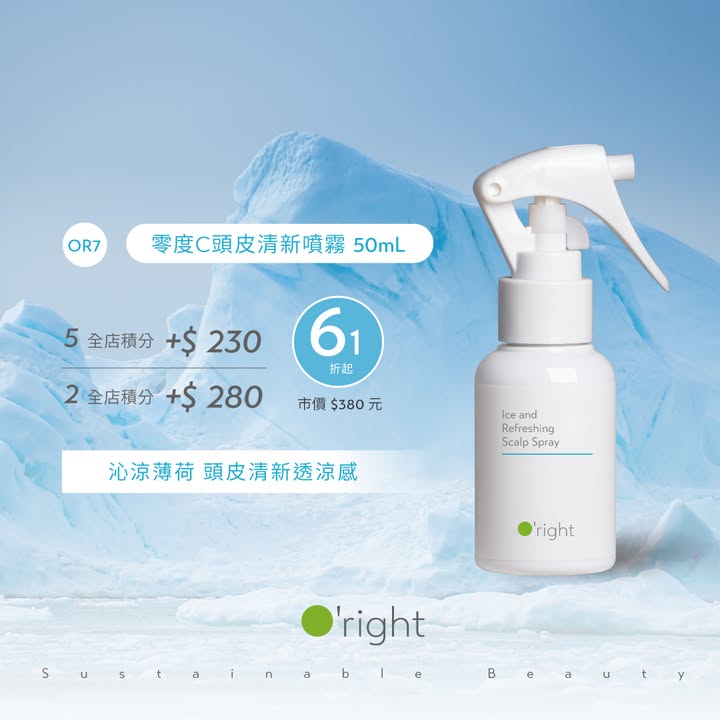 OR7
零度C頭皮清新噴霧 50mL
5 全店積分 +$ 230
2 全店積分 +$ 280
61
折起
市價 $380 元
沁涼薄荷 頭皮清新透涼感
Ice and
Refreshing
Scalp Spray
O'right
O'right
Sustainable Beauty